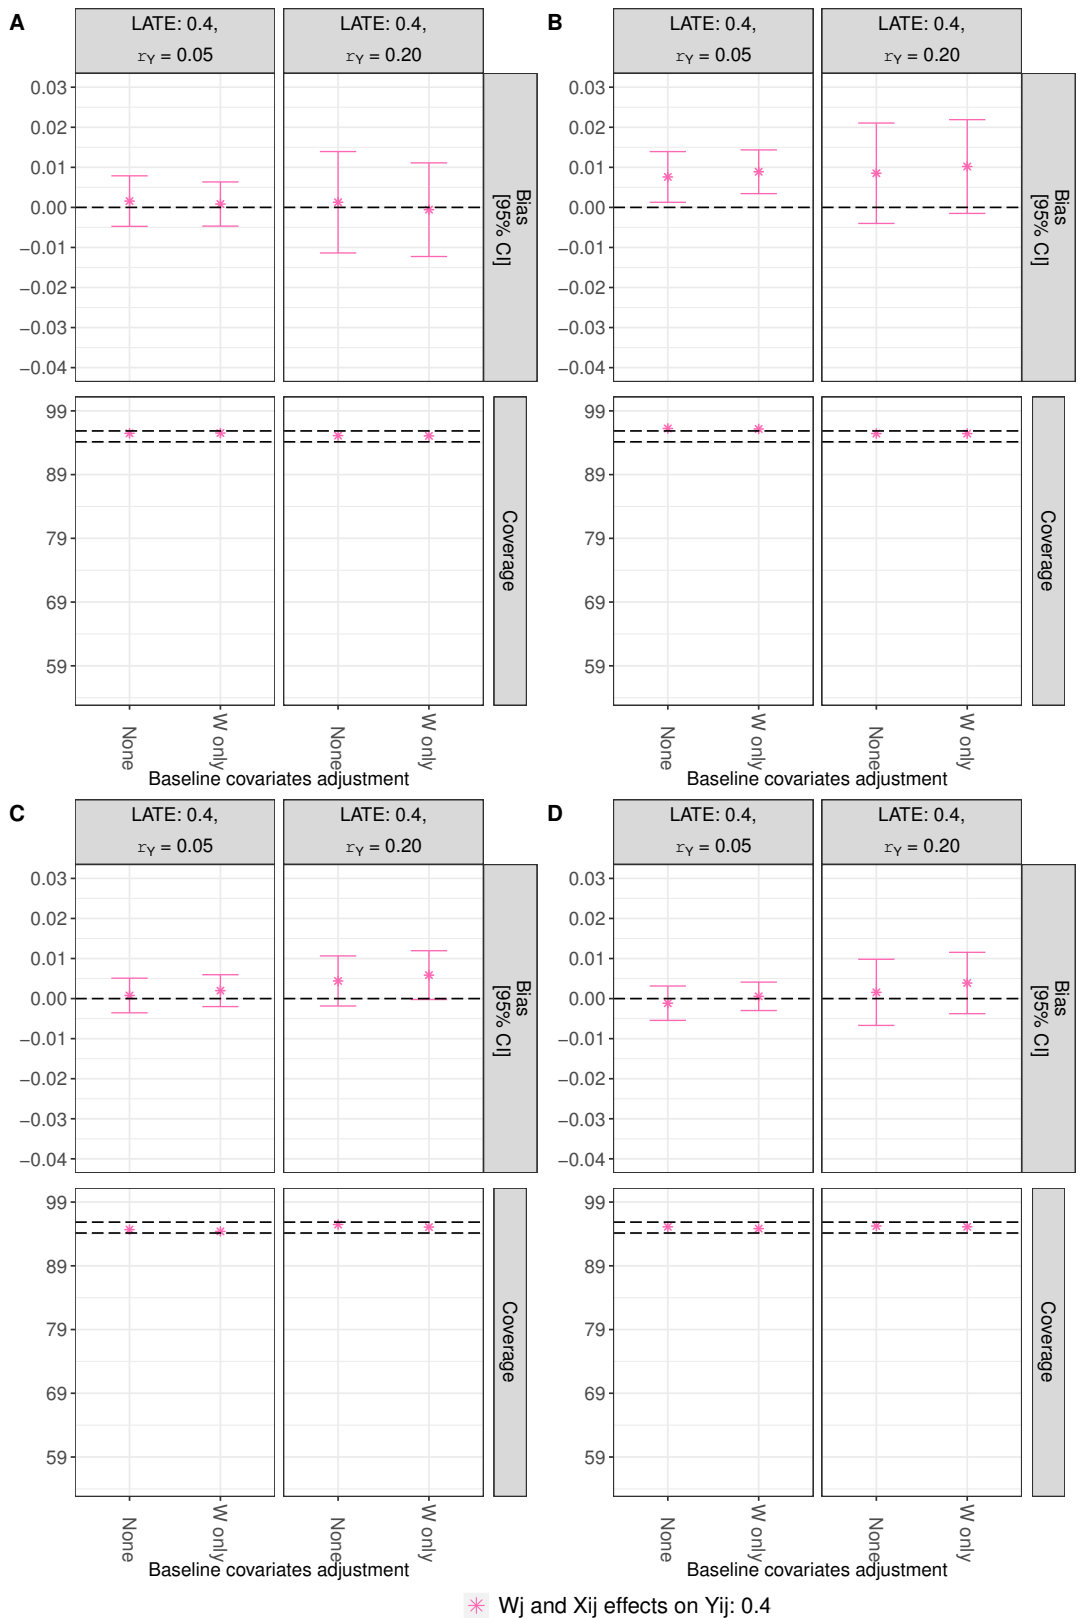 A
LATE: 0.4,
rY = 0.05
LATE: 0.4,
rY = 0.20
0.03
0.02
0.01
0.00
−0.01
−0.02
−0.03
−0.04
Bias
[95% CI]
99
89
79
69
59
Coverage
None
W only
None
W only
Baseline covariates adjustment
B
LATE: 0.4,
rY = 0.05
LATE: 0.4,
rY = 0.20
0.03
0.02
0.01
0.00
−0.01
−0.02
−0.03
−0.04
Bias
[95% CI]
99
89
79
69
59
Coverage
None
W only
None
W only
Baseline covariates adjustment
C
LATE: 0.4,
rY = 0.05
LATE: 0.4,
rY = 0.20
0.03
0.02
0.01
0.00
−0.01
−0.02
−0.03
−0.04
Bias
[95% CI]
99
89
79
69
59
Coverage
None
W only
None
W only
Baseline covariates adjustment
D
LATE: 0.4,
rY = 0.05
LATE: 0.4,
rY = 0.20
0.03
0.02
0.01
0.00
−0.01
−0.02
−0.03
−0.04
Bias
[95% CI]
99
89
79
69
59
Coverage
None
W only
None
W only
Baseline covariates adjustment
Wj and Xij effects on Yij: 0.4